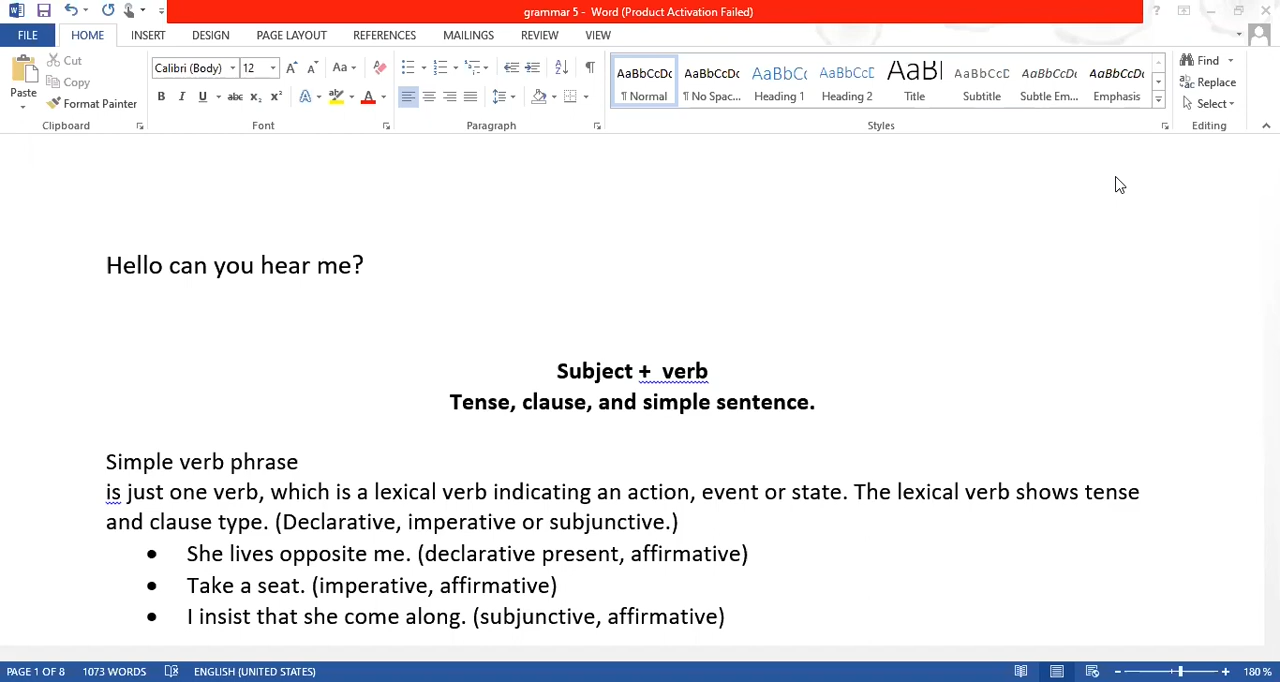 grammar 5 - Word (Product Activation Failed)
?
FILE HOME INSERT DESIGN PAGE LAYOUT REFERENCES MAILINGS REVIEW VIEW
Paste
Cut
Copy
Format Painter
Clipboard
Calibri (Body) 12
Aa
B I U abc x₂ x² A A
Font
Paragraph
AaBbCcDc AaBbCcDc AaBbCc AaBbCcD AaBl AaBbCcD AaBbCcDc AaBbCcDc
¶ Normal ¶ No Spac... Heading 1 Heading 2 Title Subtitle Subtle Em... Emphasis
Styles
Find
Replace
Select
Editing
Hello can you hear me?
Subject + verb
Tense, clause, and simple sentence.
Simple verb phrase
is just one verb, which is a lexical verb indicating an action, event or state. The lexical verb shows tense
and clause type. (Declarative, imperative or subjunctive.)
• She lives opposite me. (declarative present, affirmative)
• Take a seat. (imperative, affirmative)
• I insist that she come along. (subjunctive, affirmative)
PAGE 1 OF 8 1073 WORDS ENGLISH (UNITED STATES) 180 %